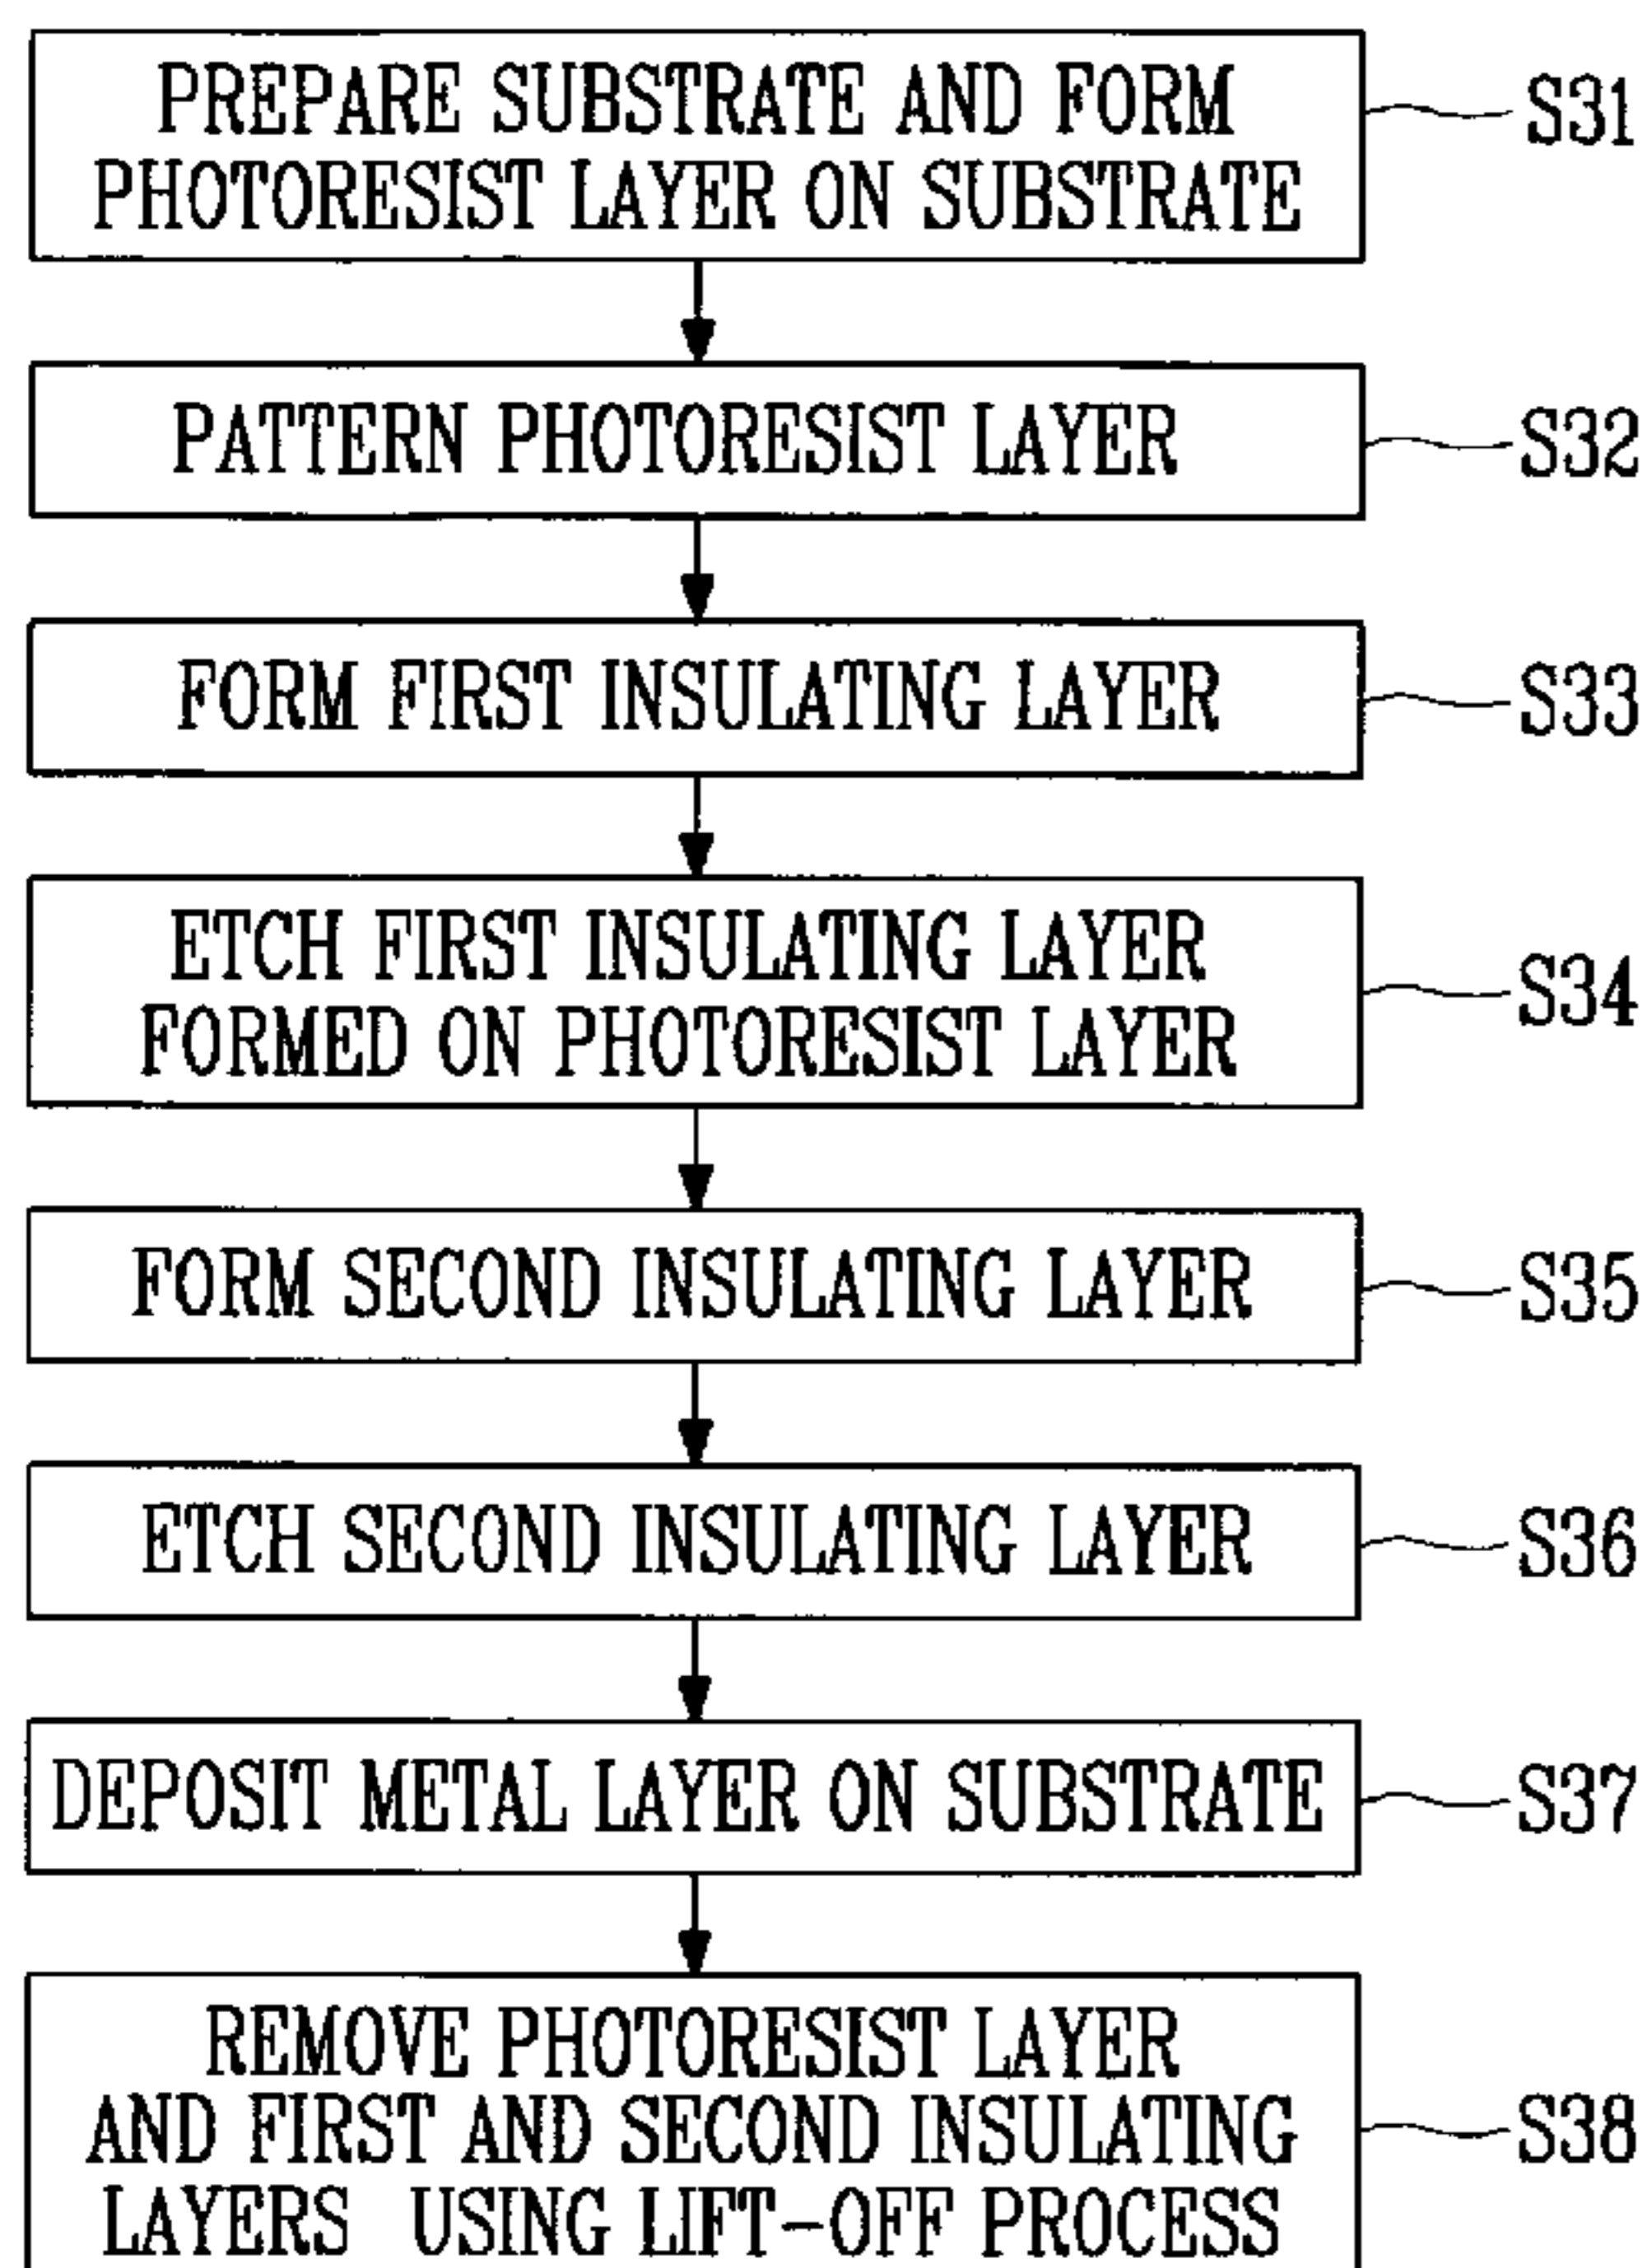 PREPARE SUBSTRATE AND FORM
PHOTORESIST LAYER ON SUBSTRATE
S31
PATTERN PHOTORESIST LAYER
S32
FORM FIRST INSULATING LAYER
S33
ETCH FIRST INSULATING LAYER
FORMED ON PHOTORESIST LAYER
S34
FORM SECOND INSULATING LAYER
S35
ETCH SECOND INSULATING LAYER
S36
DEPOSIT METAL LAYER ON SUBSTRATE
S37
REMOVE PHOTORESIST LAYER
AND FIRST AND SECOND INSULATING
LAYERS USING LIFT-OFF PROCESS
S38